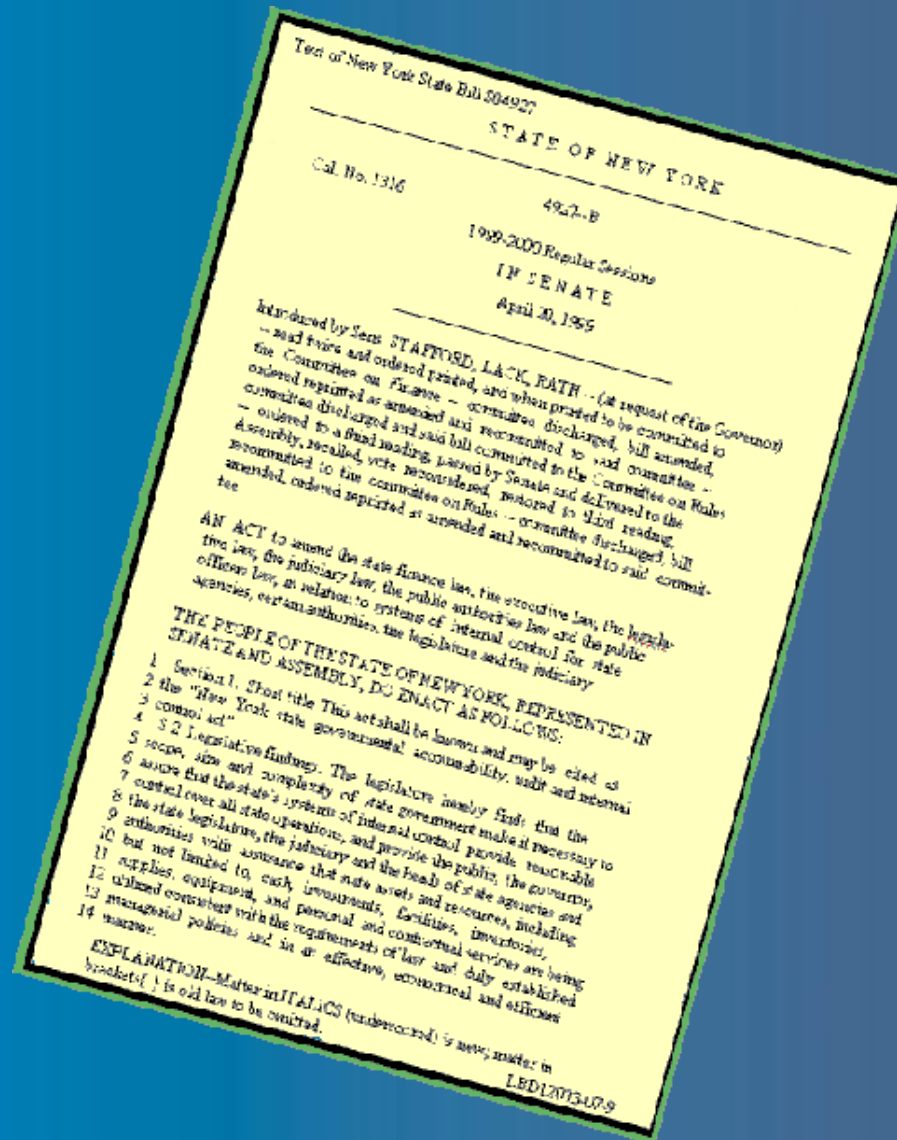 Text of New York State Bill S04927
STATE OF NEW YORK
Cal. No. 1316
4927--B
1999-2000 Regular Sessions
IN SENATE
April 20, 1999
Introduced by Sens. STAFFORD, LACK, RATH -- (at request of the Governor)
-- read twice and ordered printed, and when printed to be committed to
the Committee on Finance -- committee discharged, bill amended,
ordered reprinted as amended and recommitted to said committee --
committee discharged and said bill committed to the Committee on Rules
-- ordered to a third reading, passed by Senate and delivered to the
Assembly, recalled, vote reconsidered, restored to third reading,
recommitted to the committee on Rules -- committee discharged, bill
amended, ordered reprinted as amended and recommitted to said commit-
tee
AN ACT to amend the state finance law, the executive law, the legisla-
tive law, the judiciary law, the public authorities law and the public
officers law, in relation to systems of internal control for state
agencies, certain authorities, the legislature and the judiciary
THE PEOPLE OF THE STATE OF NEW YORK, REPRESENTED IN
SENATE AND ASSEMBLY, DO ENACT AS FOLLOWS:
1 Section 1. Short title. This act shall be known and may be cited as
2 the "New York state governmental accountability, audit and internal
3 control act"
4 S 2 Legislative findings. The legislature hereby finds that the
5 scope, size and complexity of state government make it necessary to
6 assure that the state's systems of internal control provide reasonable
7 control over all state operations, and provide the public, the governor,
8 the state legislature, the judiciary and the heads of state agencies and
9 authorities with assurance that state assets and resources, including
10 but not limited to, cash, investments, facilities, inventories,
11 supplies, equipment, and personal and contractual services are being
12 utilized consistent with the requirements of law and duly established
13 managerial policies and in an effective, economical and efficient
14 manner.
EXPLANATION--Matter in ITALICS (underscored) is new; matter in
brackets[ ] is old law to be omitted.
LBD12073-07-9